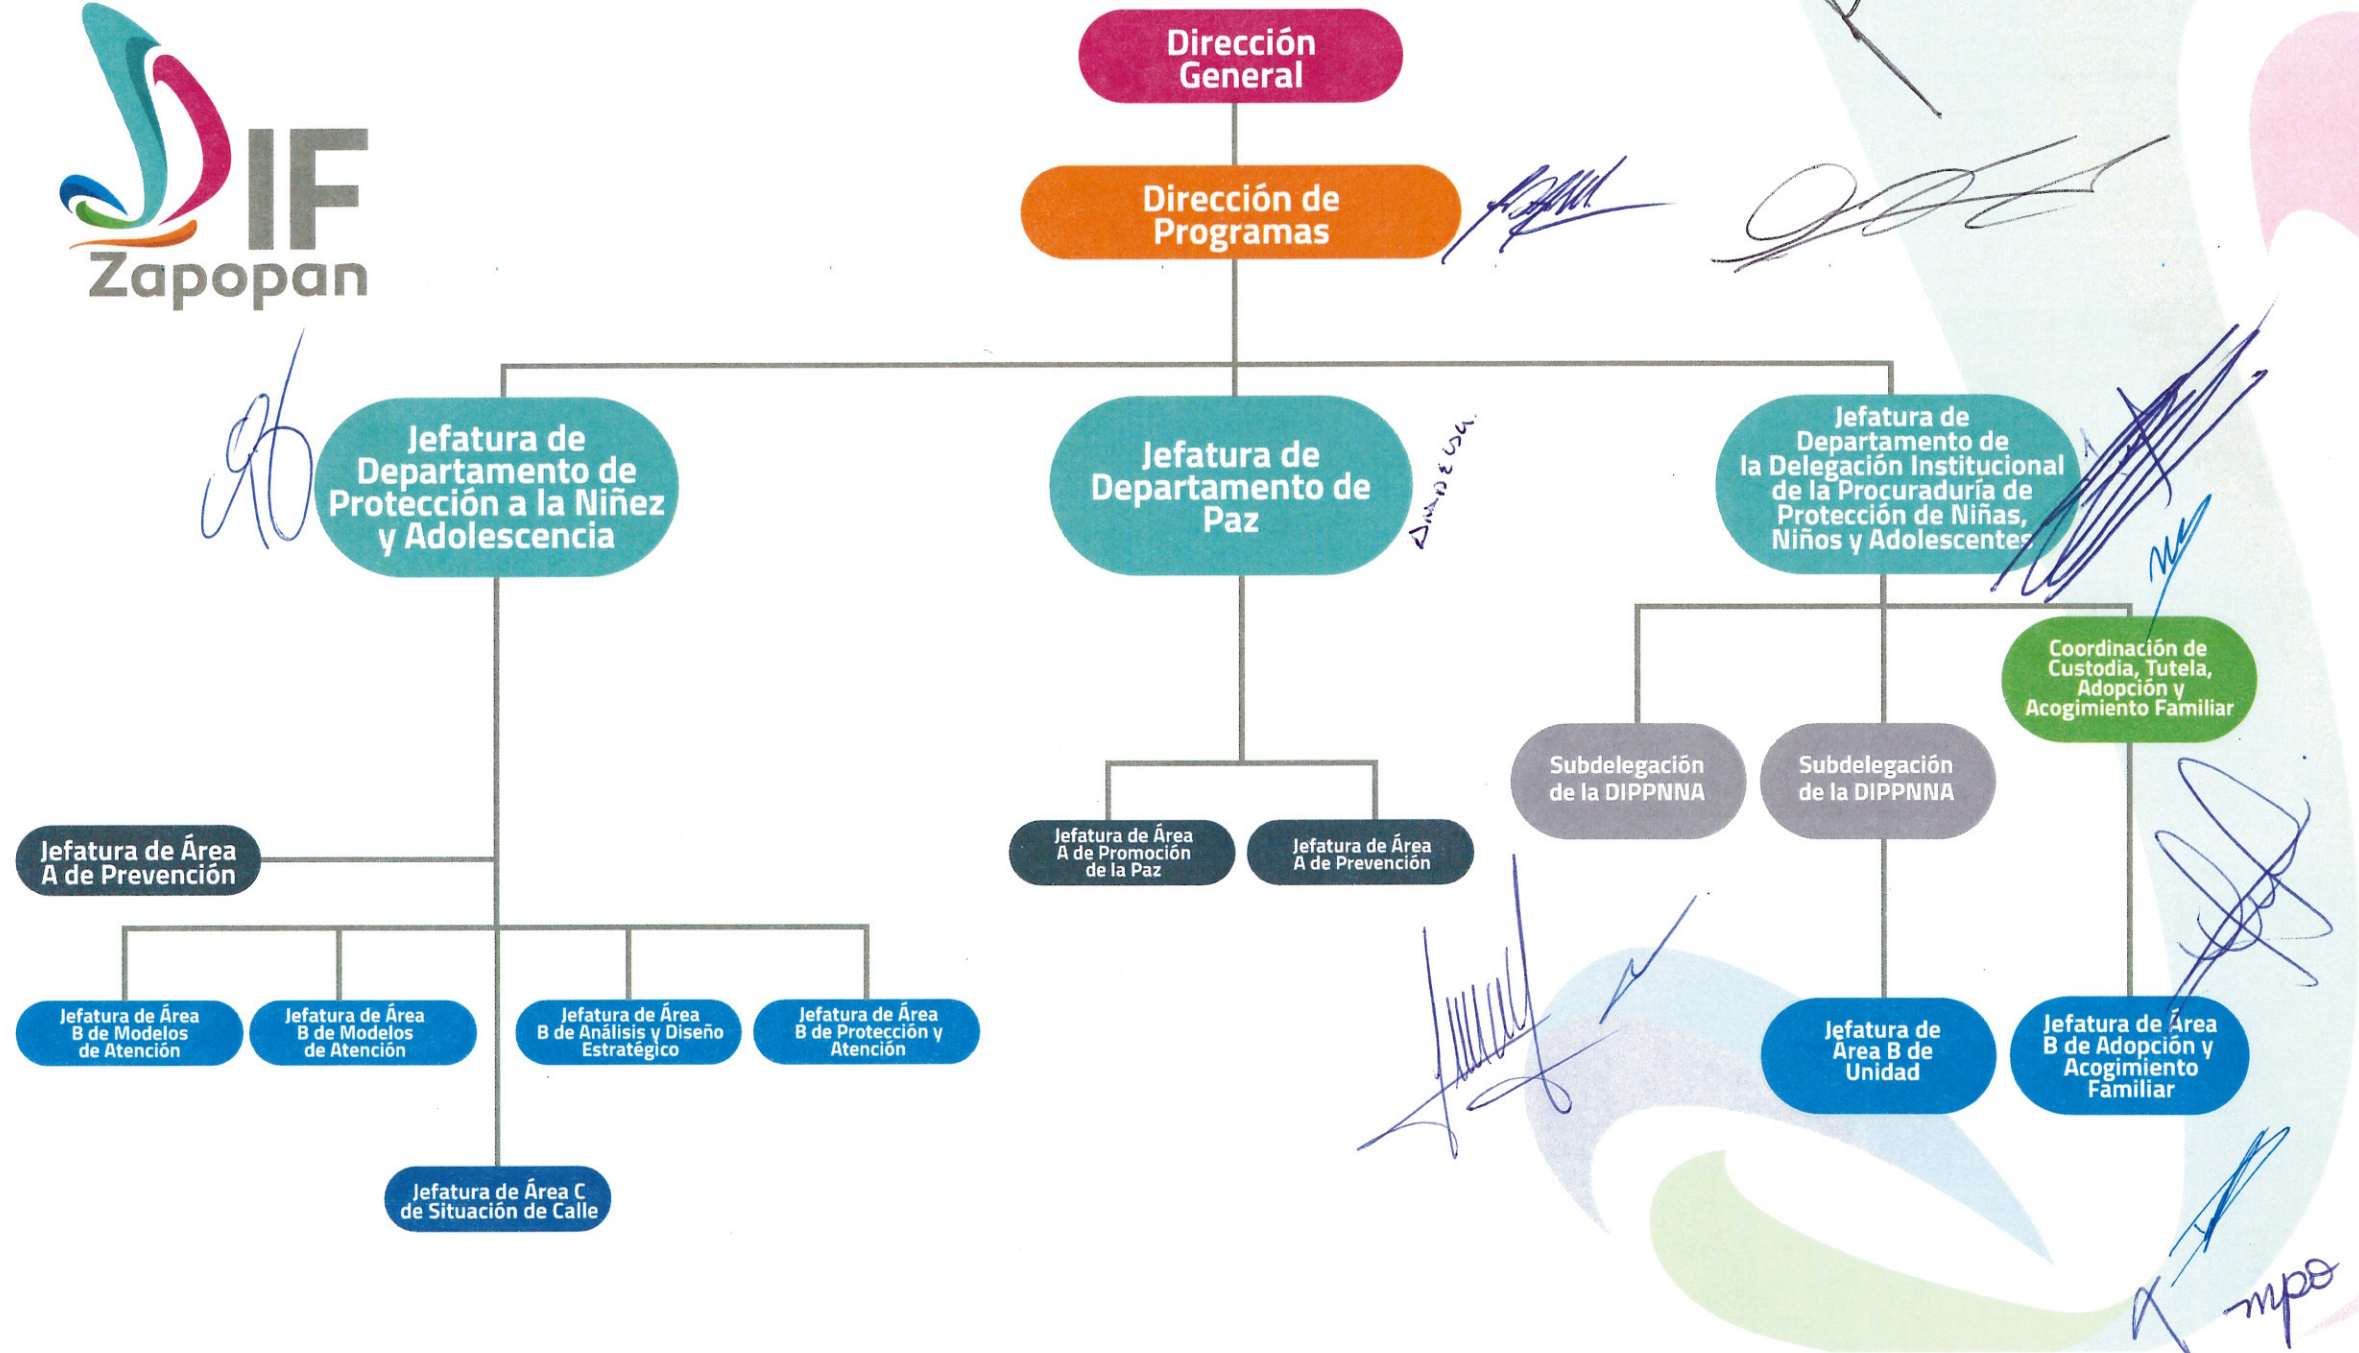 Dirección
General
DIF
Zapopan
Dirección de
Programas
Jefatura de
Departamento de
Protección a la Niñez
y Adolescencia
Jefatura de
Departamento de
Paz
Jefatura de
Departamento de
la Delegación Institucional
de la Procuraduría de
Protección de Niñas,
Niños y Adolescentes
Coordinación de
Custodia, Tutela,
Adopción y
Acogimiento Familiar
Subdelegación
de la DIPPNNA
Subdelegación
de la DIPPNNA
Jefatura de Área
A de Prevención
Jefatura de Área
A de Promoción
de la Paz
Jefatura de Área
A de Prevención
Jefatura de Área
B de Modelos
de Atención
Jefatura de Área
B de Modelos
de Atención
Jefatura de Área
B de Análisis y Diseño
Estratégico
Jefatura de Área
B de Protección y
Atención
Jefatura de
Área B de
Unidad
Jefatura de Área
B de Adopción y
Acogimiento
Familiar
Jefatura de Área C
de Situación de Calle
mpo